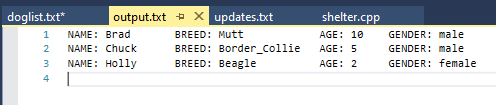 doglist.txt* output.txt updates.txt shelter.cpp
1 NAME: Brad BREED: Mutt AGE: 10 GENDER: male
2 NAME: Chuck BREED: Border_Collie AGE: 5 GENDER: male
3 NAME: Holly BREED: Beagle AGE: 2 GENDER: female
4